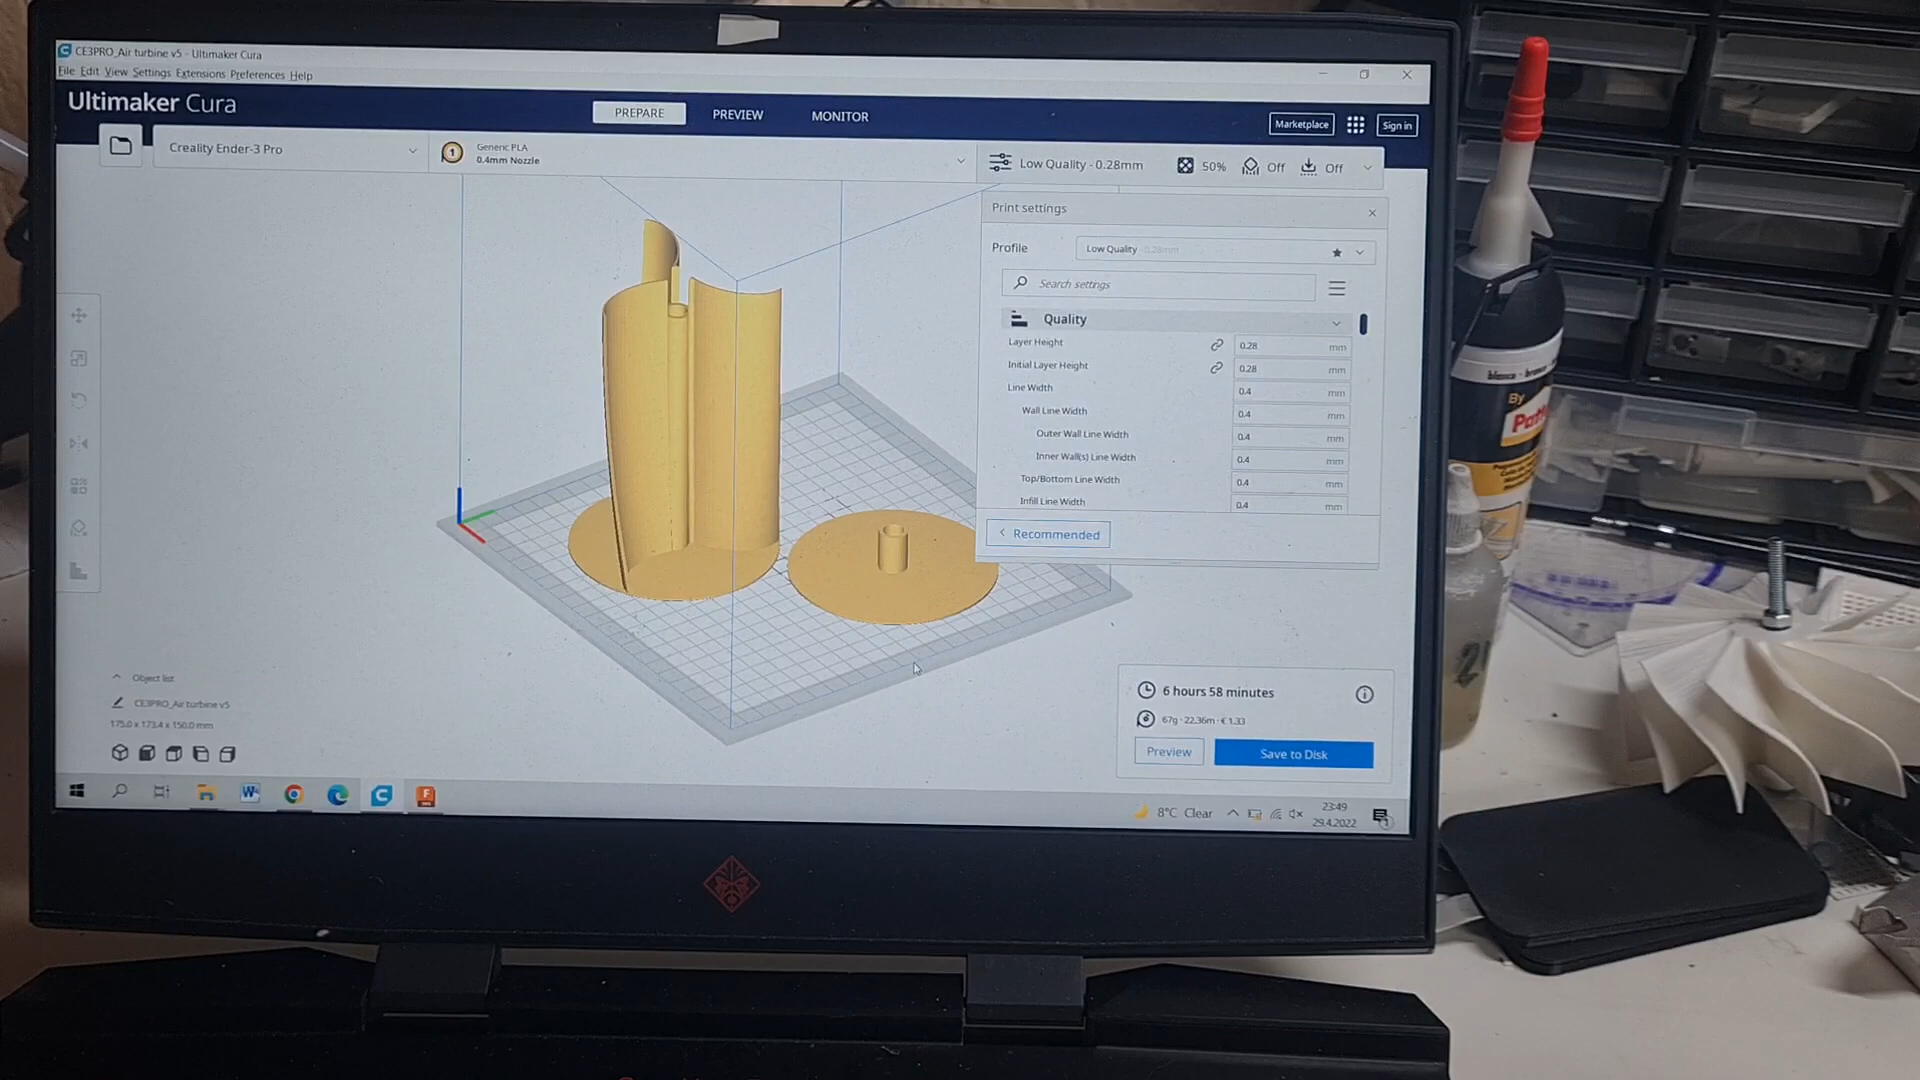 CE3PRO_Air turbine v5 - Ultimaker Cura
File Edit View Settings Extensions Preferences Help
Ultimaker Cura
PREPARE
PREVIEW
MONITOR
Marketplace
Sign in
Creality Ender-3 Pro
1
Generic PLA
0.4mm Nozzle
Low Quality - 0.28mm
50%
Off
Off
Print settings
Profile
Low Quality - 0.28mm
Search settings
Quality
Layer Height 0.28 mm
Initial Layer Height 0.28 mm
Line Width 0.4 mm
Wall Line Width 0.4 mm
Outer Wall Line Width 0.4 mm
Inner Wall(s) Line Width 0.4 mm
Top/Bottom Line Width 0.4 mm
Infill Line Width 0.4 mm
Recommended
Object list
CE3PRO_Air turbine v5
175.0 x 173.4 x 150.0 mm
6 hours 58 minutes
67g · 22.36m · € 1.33
Preview
Save to Disk
8°C Clear
23:49
29.4.2022
By
Patt
2